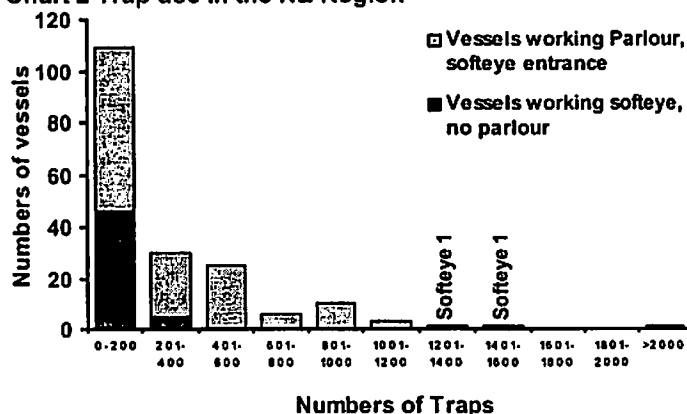 Chart 2 Trap use in the NE Region
120
100
80
60
40
20
0
Numbers of vessels
Vessels working Parlour,
softeye entrance
Vessels working softeye,
no parlour
Softeye 1
Softeye 1
0-200 201- 401- 601- 801- 1001- 1201- 1401- 1601- 1801- >2000
400 600 800 1000 1200 1400 1600 1800 2000
Numbers of Traps